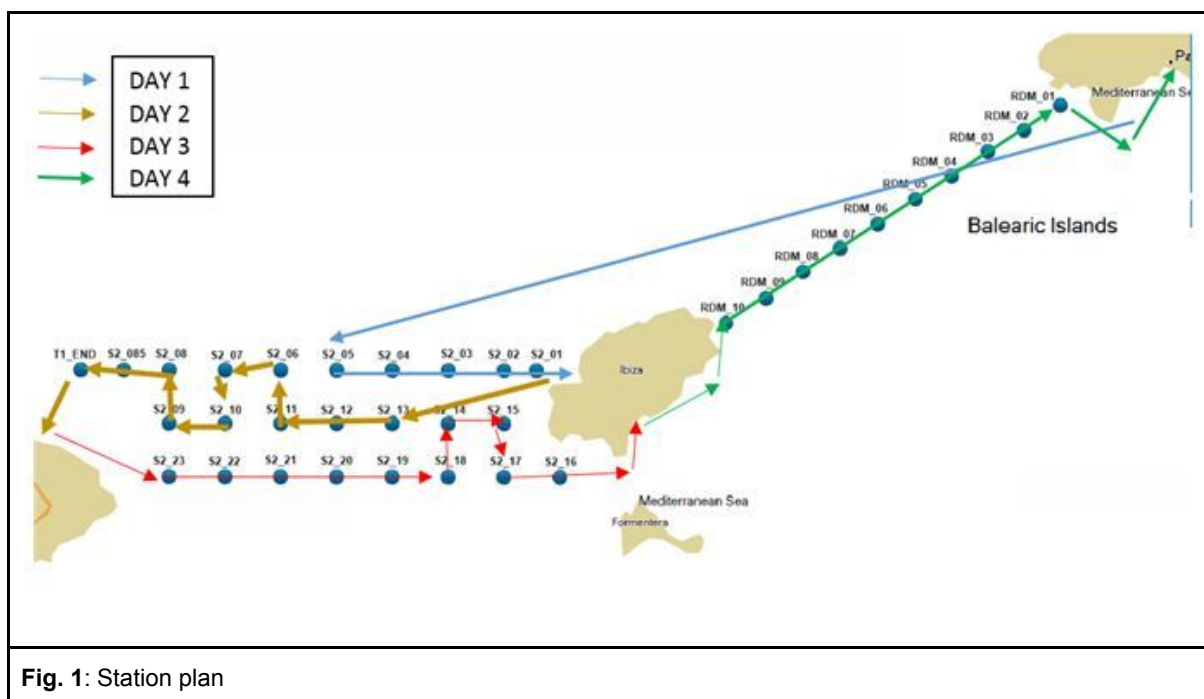 DAY 1
DAY 2
DAY 3
DAY 4
Pa
Mediterranean Se
RDM_01
RDM_02
RDM_03
RDM_04
RDM_05
RDM_06
RDM_07
RDM_08
RDM_09
RDM_10
Balearic Islands
T1_END S2_085 S2_08 S2_07 S2_06 S2_05 S2_04 S2_03 S2_02 S2_01
Ibiza
S2_09 S2_10 S2_11 S2_12 S2_13 S2_14 S2_15
S2_23 S2_22 S2_21 S2_20 S2_19 S2_18 S2_17 S2_16
Mediterranean Sea
Formentera
Fig. 1: Station plan